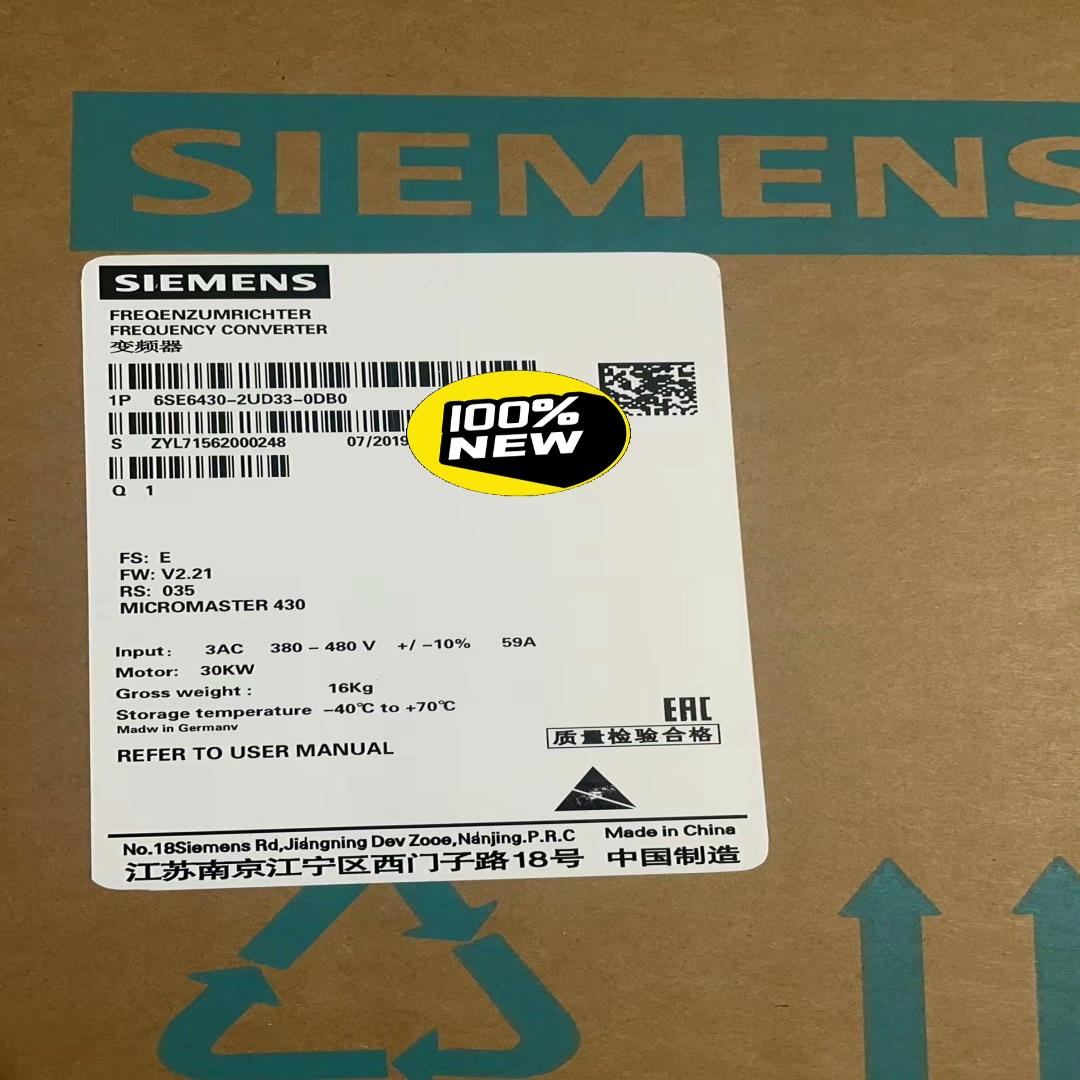 SIEMENS
SIEMENS
FREQENZUMRICHTER
FREQUENCY CONVERTER
变频器
1P 6SE6430-2UD33-0DB0
S ZYL71562000248 07/2019
100%
NEW
Q 1
FS: E
FW: V2.21
RS: 035
MICROMASTER 430
Input: 3AC 380 – 480 V +/ –10% 59A
Motor: 30KW
Gross weight : 16Kg
Storage temperature –40℃ to +70℃
Madw in Germanv
REFER TO USER MANUAL
EAC
质量检验合格
No.18Siemens Rd,Jiangning Dev Zooe,Nanjing.P.R.C Made in China
江苏南京江宁区西门子路18号 中国制造